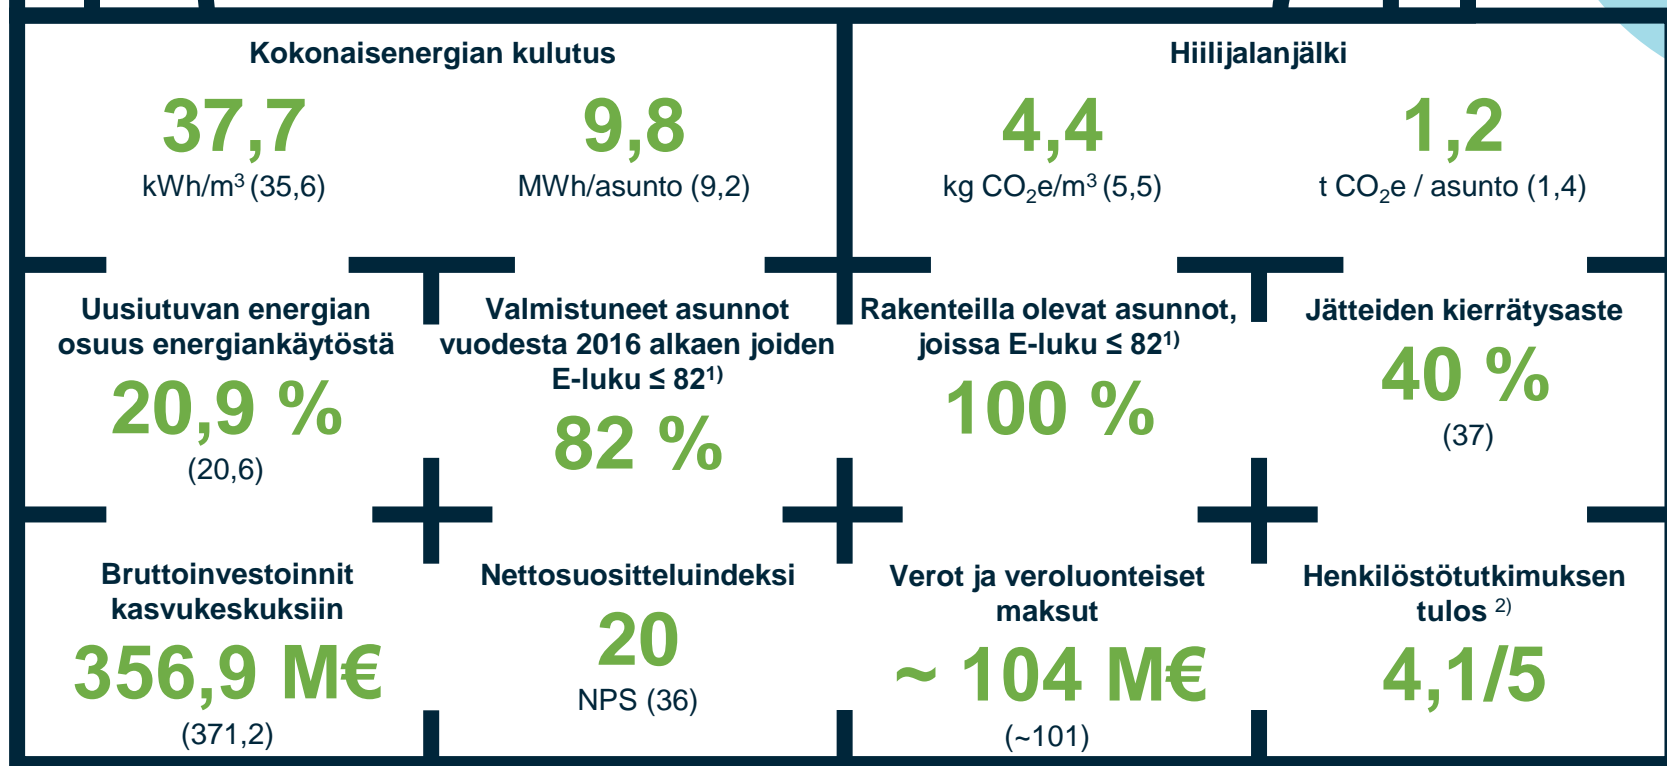 Kokonaisenergian kulutus
37,7
kWh/m³ (35,6)
9,8
MWh/asunto (9,2)
Hiilijalanjälki
4,4
kg CO₂e/m³ (5,5)
1,2
t CO₂e / asunto (1,4)
Uusiutuvan energian
osuus energiankäytöstä
20,9 %
(20,6)
Valmistuneet asunnot
vuodesta 2016 alkaen joiden
E-luku ≤ 82¹⁾
82 %
Rakenteilla olevat asunnot,
joissa E-luku ≤ 82¹⁾
100 %
Jätteiden kierrätysaste
40 %
(37)
Bruttoinvestoinnit
kasvukeskuksiin
356,9 M€
(371,2)
Nettosuositteluindeksi
20
NPS (36)
Verot ja veroluonteiset
maksut
~ 104 M€
(~101)
Henkilöstötutkimuksen
tulos ²⁾
4,1/5